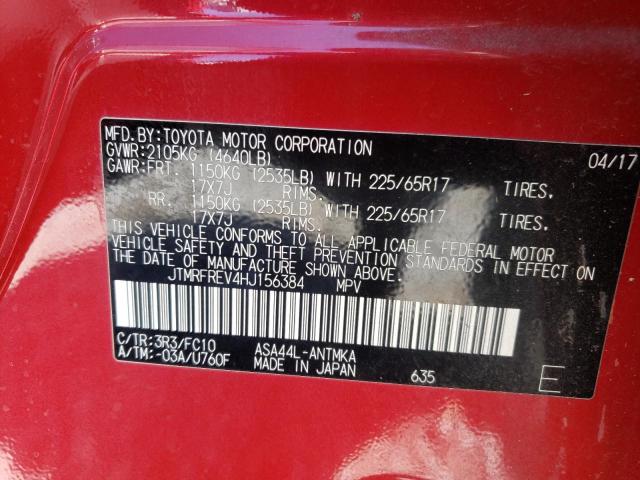 MFD.BY:TOYOTA MOTOR CORPORATION 04/17
GVWR:2105KG (4640LB)
GAWR:FRT. 1150KG (2535LB) WITH 225/65R17 TIRES,
17X7J RIMS.
RR. 1150KG (2535LB) WITH 225/65R17 TIRES,
17X7J RIMS.
THIS VEHICLE CONFORMS TO ALL APPLICABLE FEDERAL MOTOR
VEHICLE SAFETY AND THEFT PREVENTION STANDARDS IN EFFECT ON
THE DATE OF MANUFACTURE SHOWN ABOVE.
JTMRFREV4HJ156384 MPV
C/TR:3R3/FC10 ASA44L-ANTMKA
A/TM:-03A/U760F MADE IN JAPAN 635 E